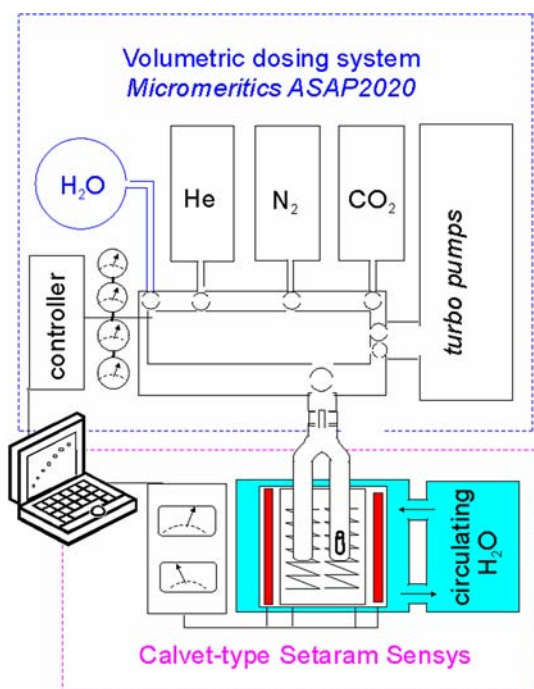 Volumetric dosing system
Micromeritics ASAP2020
H₂O
He
N₂
CO₂
turbo pumps
controller
circulating
H₂O
Calvet-type Setaram Sensys